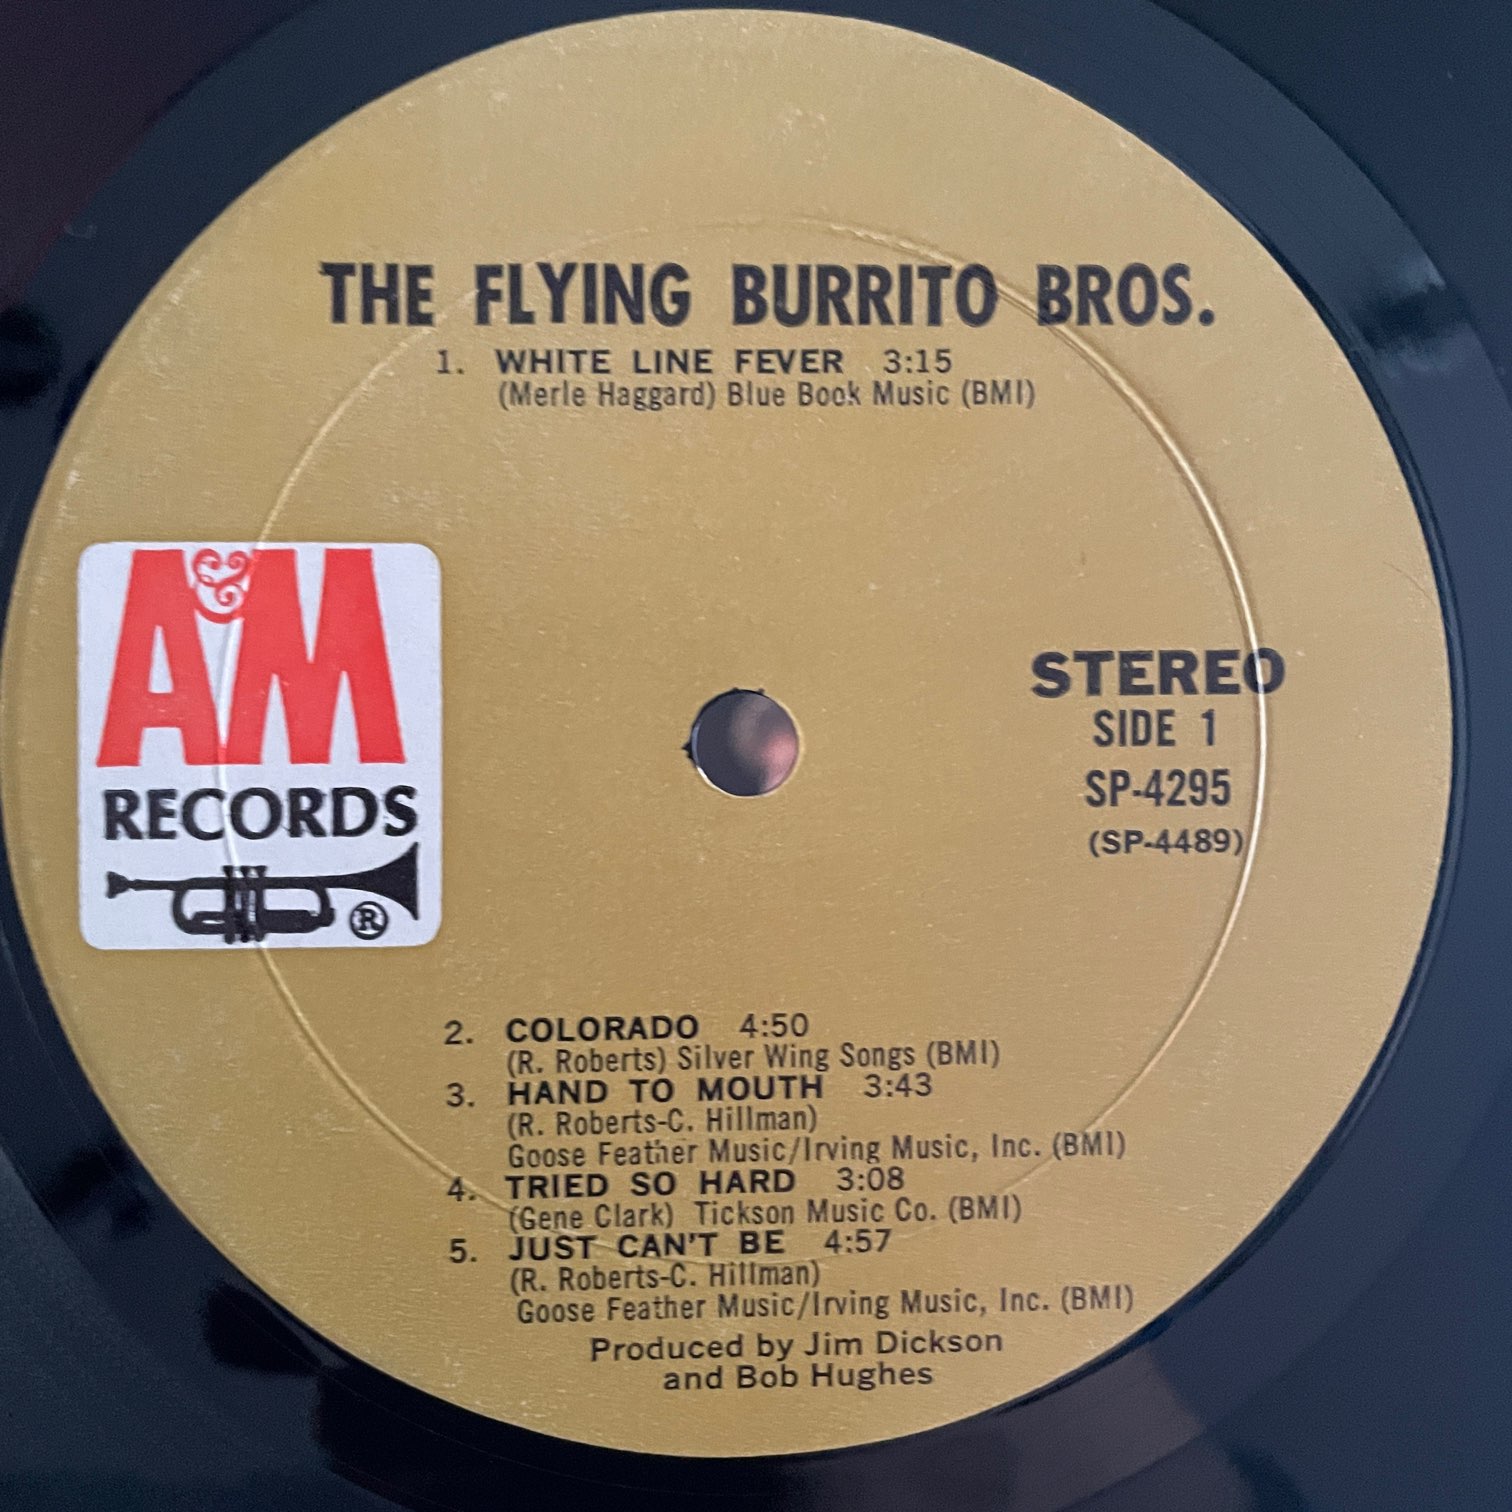 THE FLYING BURRITO BROS.
1. WHITE LINE FEVER 3:15
(Merle Haggard) Blue Book Music (BMI)
A&M
RECORDS
®
STEREO
SIDE 1
SP-4295
(SP-4489)
2. COLORADO 4:50
(R. Roberts) Silver Wing Songs (BMI)
3. HAND TO MOUTH 3:43
(R. Roberts-C. Hillman)
Goose Feather Music/Irving Music, Inc. (BMI)
4. TRIED SO HARD 3:08
(Gene Clark) Tickson Music Co. (BMI)
5. JUST CAN'T BE 4:57
(R. Roberts-C. Hillman)
Goose Feather Music/Irving Music, Inc. (BMI)
Produced by Jim Dickson
and Bob Hughes